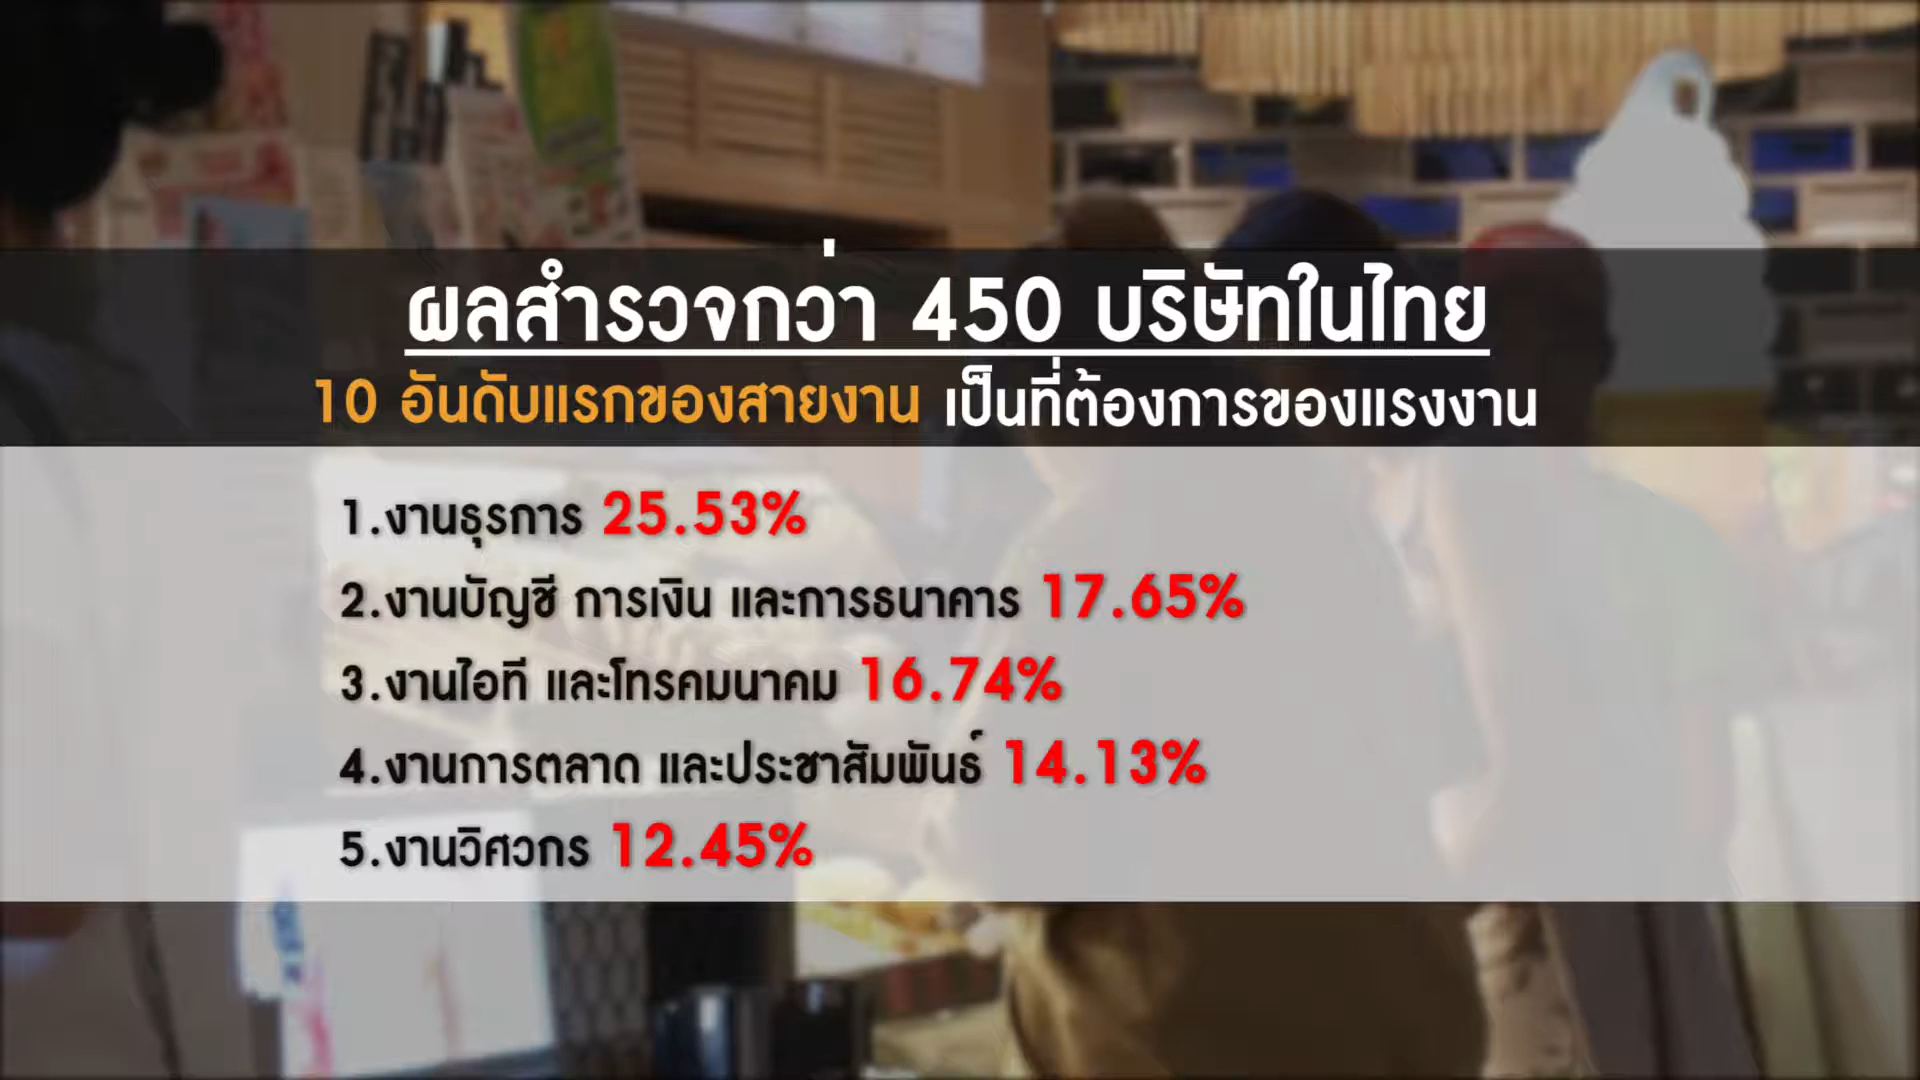 ผลสำรวจกว่า 450 บริษัทในไทย
10 อันดับแรกของสายงาน เป็นที่ต้องการของแรงงาน
1.งานธุรการ 25.53%
2.งานบัญชี การเงิน และการธนาคาร 17.65%
3.งานไอที และโทรคมนาคม 16.74%
4.งานการตลาด และประชาสัมพันธ์ 14.13%
5.งานวิศวกร 12.45%